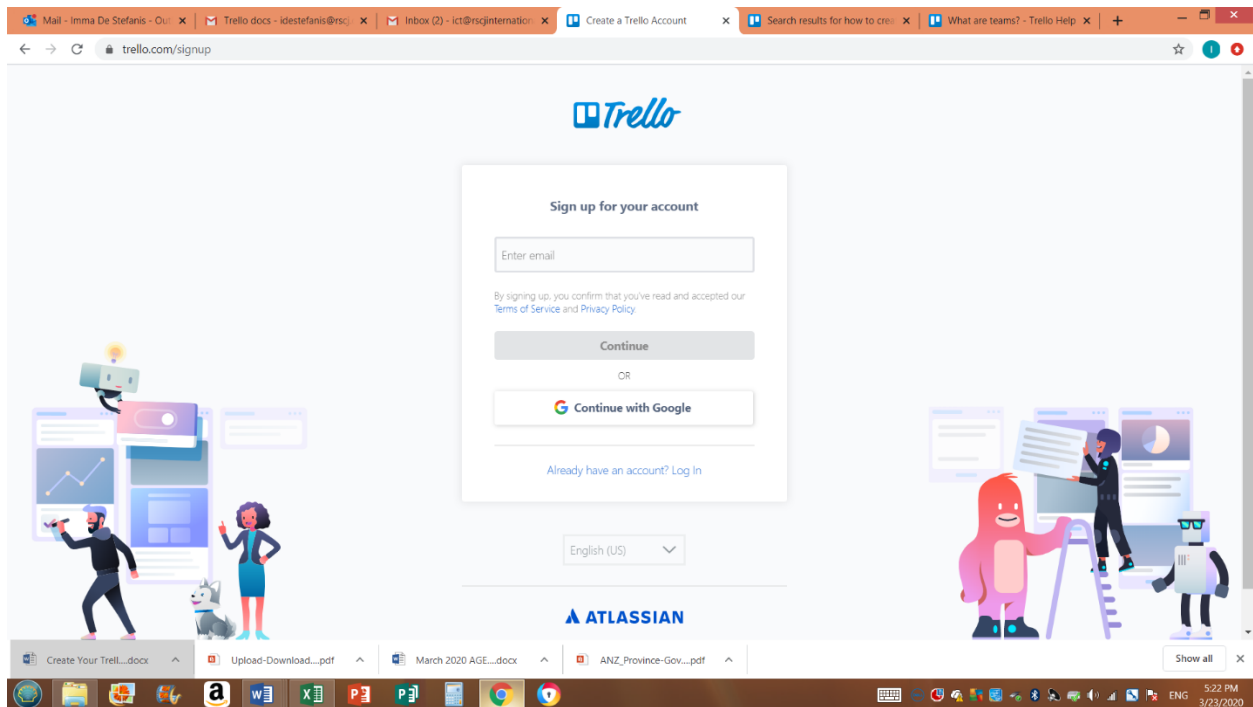 Mail - Imma De Stefanis - Out
Trello docs - idestefanis@rscj.
Inbox (2) - ict@rscjinternation
Create a Trello Account
Search results for how to crea
What are teams? - Trello Help
trello.com/signup
I
Trello
Sign up for your account
Enter email
By signing up, you confirm that you've read and accepted our
Terms of Service and Privacy Policy.
Continue
OR
G Continue with Google
Already have an account? Log In
English (US)
ATLASSIAN
Create Your Trell....docx
Upload-Download....pdf
March 2020 AGE....docx
ANZ_Province-Gov....pdf
Show all
ENG
5:22 PM
3/23/2020